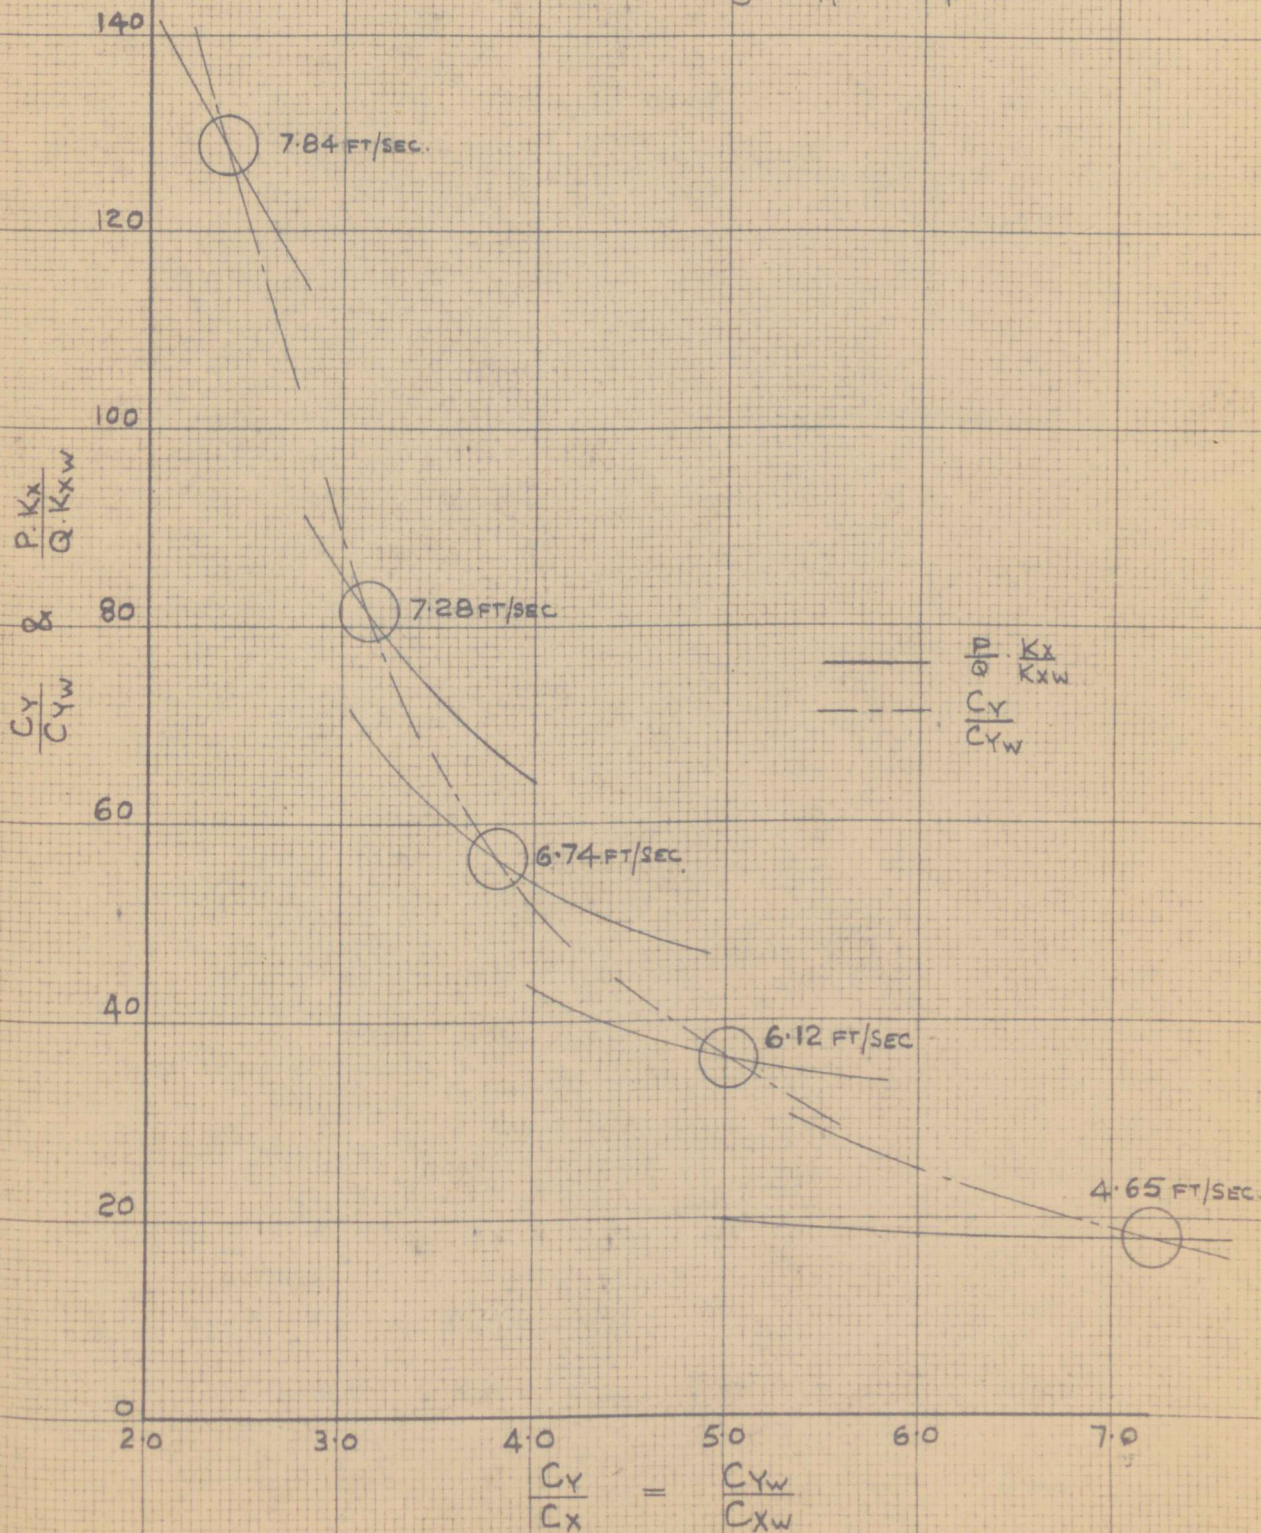 140
7.84 FT/SEC.
120
100
P.Kx
Q.Kxw
&
CY
CYW
80
7.28 FT/SEC
P/Q . Kx/Kxw
CY
CYW
60
6.74 FT/SEC.
40
6.12 FT/SEC
20
4.65 FT/SEC.
0
2.0 3.0 4.0 5.0 6.0 7.0
CY/CX = CYW/CXW